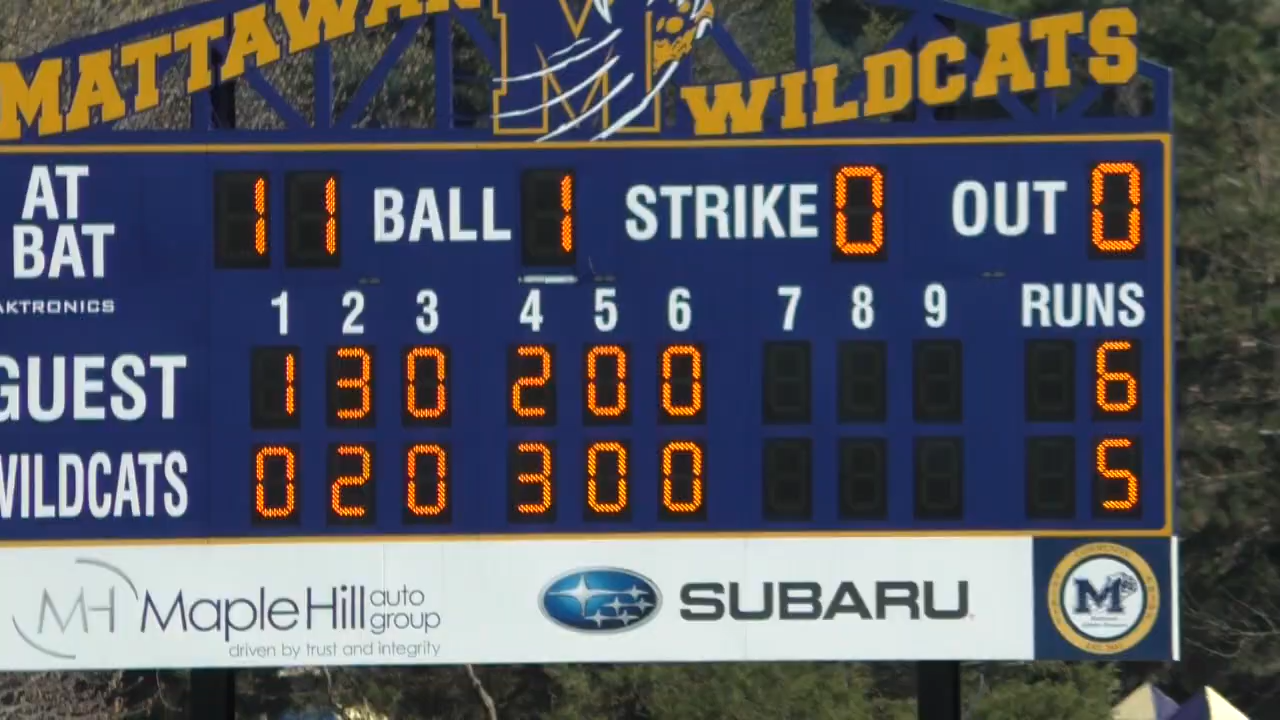 MATTAWAN M WILDCATS
AT BAT 11 BALL 1 STRIKE 0 OUT 0
AKTRONICS
1 2 3 4 5 6 7 8 9 RUNS
GUEST 1 3 0 2 0 0 6
WILDCATS 0 2 0 3 0 0 5
MH MapleHill auto group
driven by trust and integrity
SUBARU
M